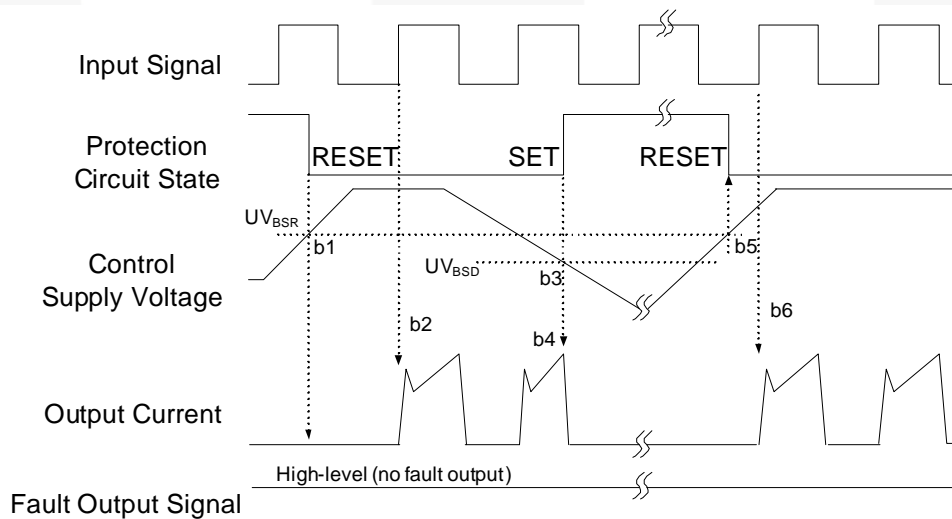 Input Signal
Protection
Circuit State
RESET
SET
RESET
UVBSR
b1
b5
Control
Supply Voltage
UVBSD
b3
b2
b4
b6
Output Current
High-level (no fault output)
Fault Output Signal